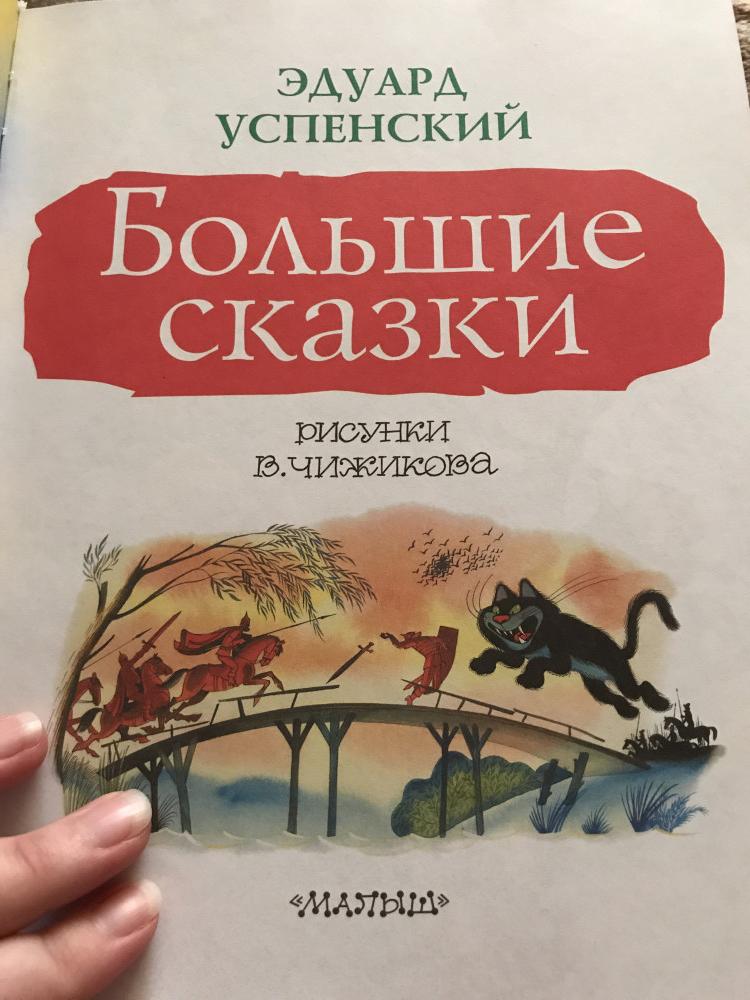 ЭДУАРД
УСПЕНСКИЙ
БОЛЬШИЕ
СКАЗКИ
РИСУНКИ
В.ЧИЖИКОВА
«МАЛЫШ»